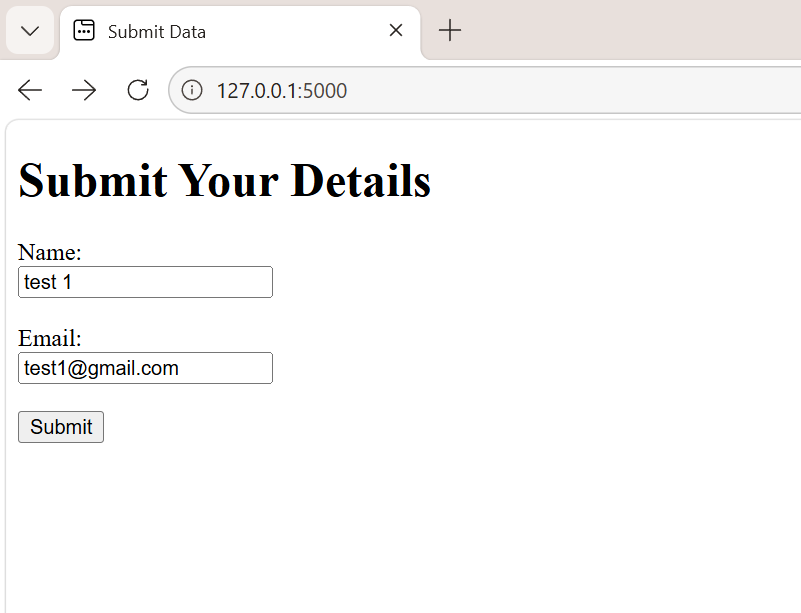 Submit Data
127.0.0.1:5000
Submit Your Details
Name:
test 1
Email:
test1@gmail.com
Submit